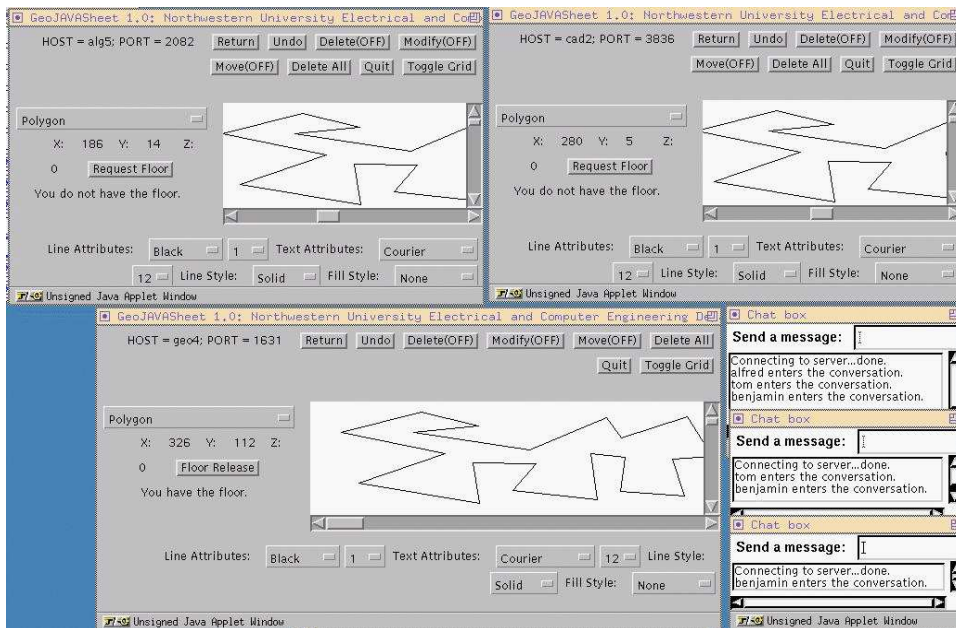 GeoJAVASheet 1.0: Northwestern University Electrical and Com
HOST = alg5; PORT = 2082 Return Undo Delete(OFF) Modify(OFF)
Move(OFF) Delete All Quit Toggle Grid
Polygon
X: 186 Y: 14 Z:
0 Request Floor
You do not have the floor.
Line Attributes: Black 1 Text Attributes: Courier
12 Line Style: Solid Fill Style: None
Unsigned Java Applet Window
GeoJAVASheet 1.0: Northwestern University Electrical and Com
HOST = cad2; PORT = 3836 Return Undo Delete(OFF) Modify(OFF)
Move(OFF) Delete All Quit Toggle Grid
Polygon
X: 280 Y: 5 Z:
0 Request Floor
You do not have the floor.
Line Attributes: Black 1 Text Attributes: Courier
12 Line Style: Solid Fill Style: None
Unsigned Java Applet Window
GeoJAVASheet 1.0: Northwestern University Electrical and Computer Engineering De
HOST = geo4; PORT = 1631 Return Undo Delete(OFF) Modify(OFF) Move(OFF) Delete All
Quit Toggle Grid
Polygon
X: 326 Y: 112 Z:
0 Floor Release
You have the floor.
Line Attributes: Black 1 Text Attributes: Courier 12 Line Style:
Solid Fill Style: None
Unsigned Java Applet Window
Chat box
Send a message:
Connecting to server...done.
alfred enters the conversation.
tom enters the conversation.
benjamin enters the conversation.
Chat box
Send a message:
Connecting to server...done.
tom enters the conversation.
benjamin enters the conversation.
Chat box
Send a message:
Connecting to server...done.
benjamin enters the conversation.
Unsigned Java Applet Window